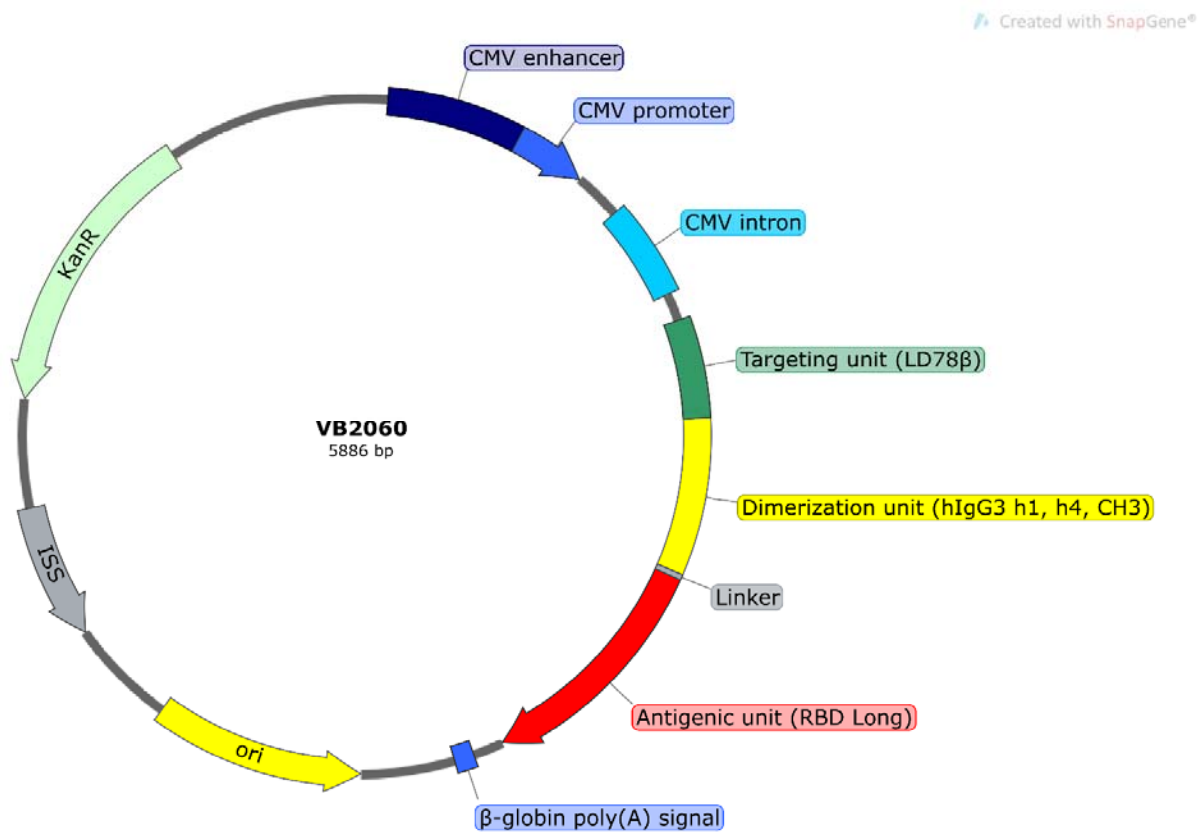 Created with SnapGene®
CMV enhancer
CMV promoter
CMV intron
KanR
Targeting unit (LD78β)
VB2060
5886 bp
Dimerization unit (hIgG3 h1, h4, CH3)
ISS
Linker
Antigenic unit (RBD Long)
ori
β-globin poly(A) signal